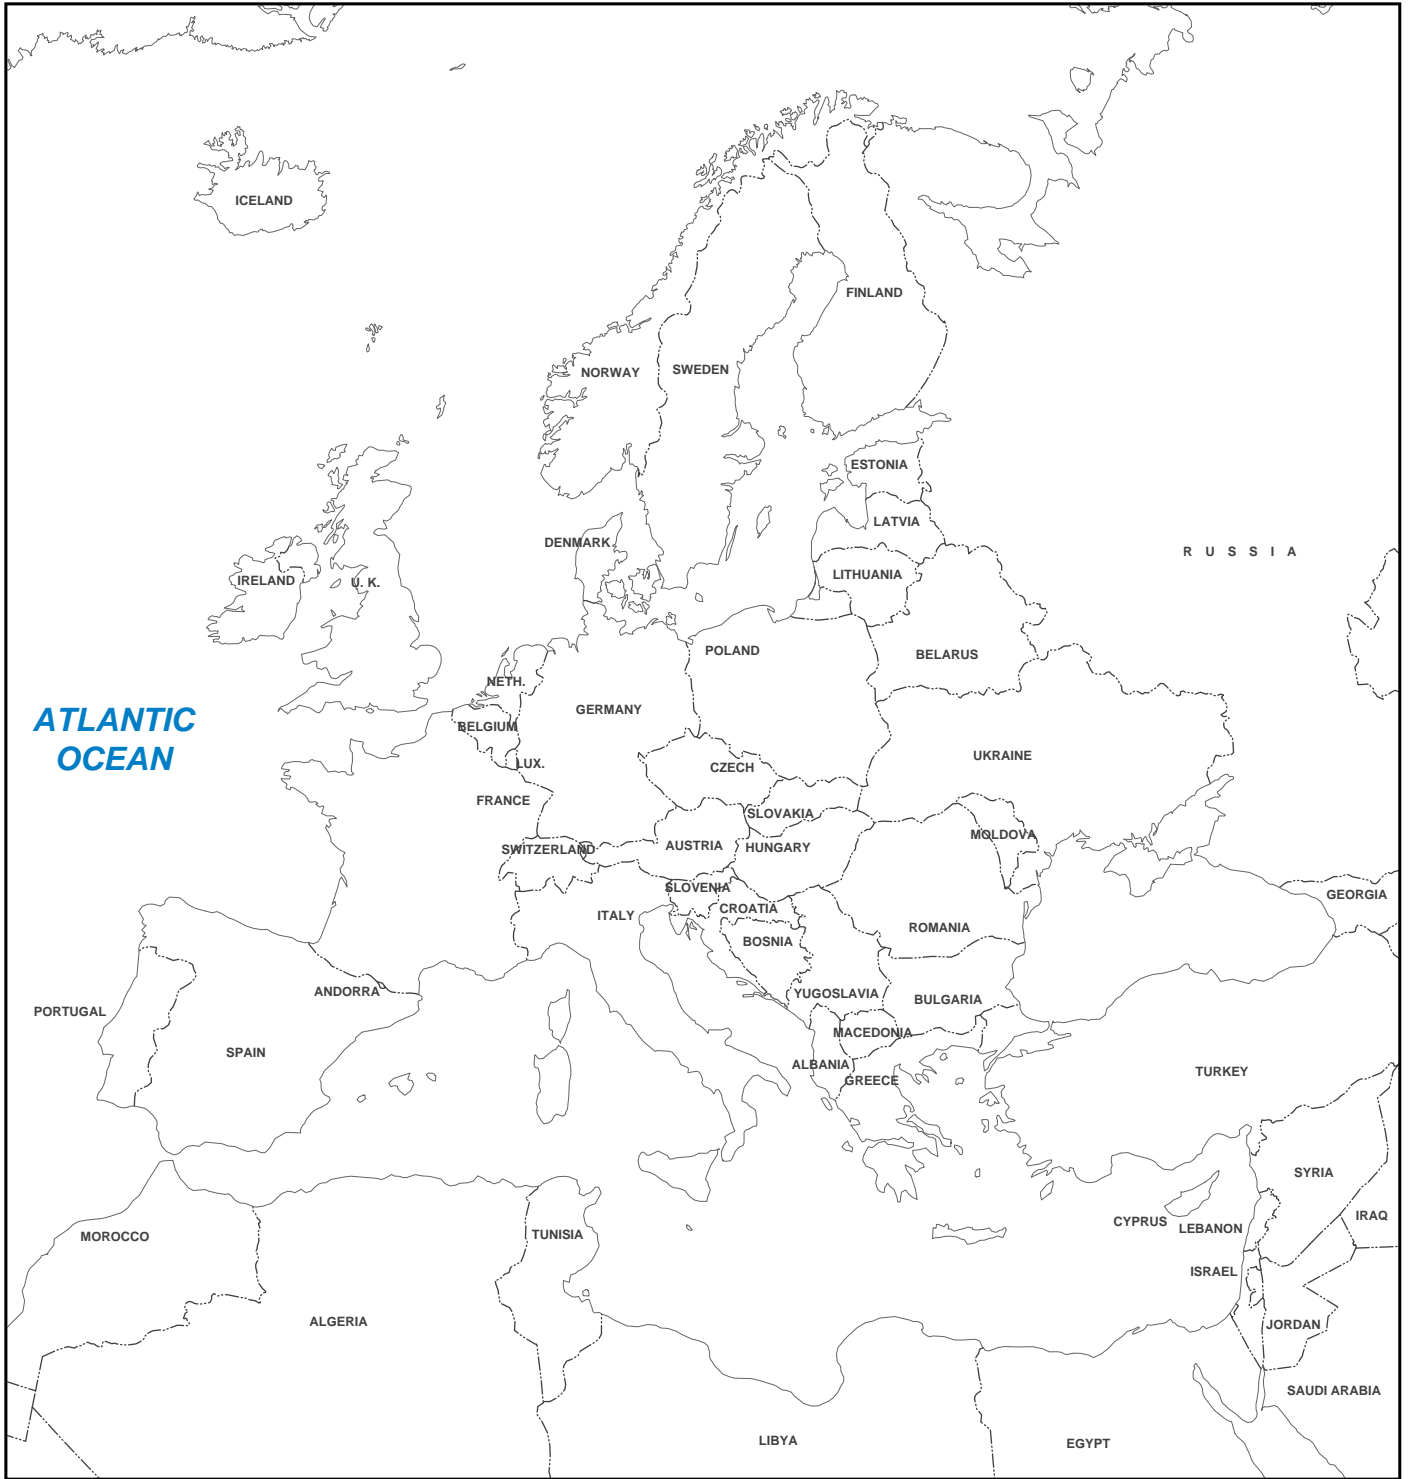 ICELAND
FINLAND
NORWAY
SWEDEN
ESTONIA
LATVIA
DENMARK
R U S S I A
LITHUANIA
IRELAND
U. K.
POLAND
BELARUS
NETH.
GERMANY
ATLANTIC
OCEAN
BELGIUM
UKRAINE
LUX.
CZECH
FRANCE
SLOVAKIA
MOLDOVA
SWITZERLAND
AUSTRIA
HUNGARY
SLOVENIA
GEORGIA
CROATIA
ITALY
ROMANIA
BOSNIA
ANDORRA
YUGOSLAVIA
BULGARIA
PORTUGAL
MACEDONIA
SPAIN
ALBANIA
TURKEY
GREECE
SYRIA
IRAQ
CYPRUS
LEBANON
MOROCCO
TUNISIA
ISRAEL
ALGERIA
JORDAN
SAUDI ARABIA
LIBYA
EGYPT